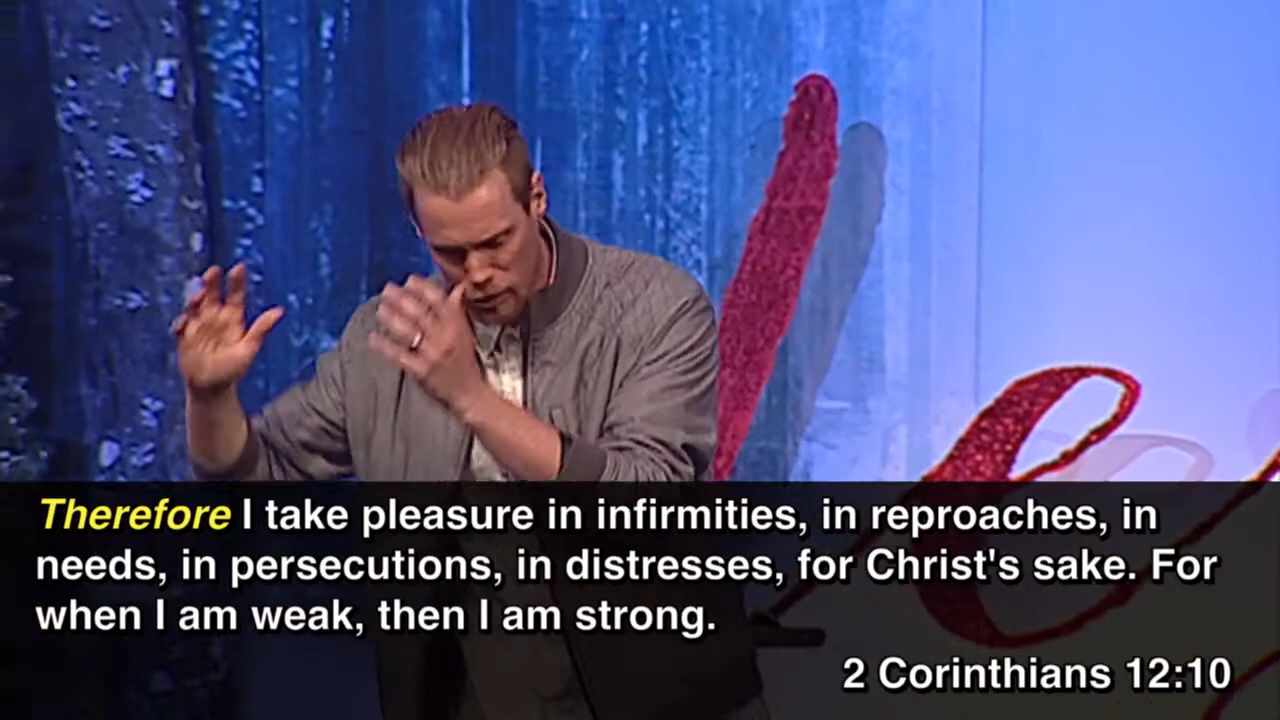 Therefore I take pleasure in infirmities, in reproaches, in
needs, in persecutions, in distresses, for Christ's sake. For
when I am weak, then I am strong.
2 Corinthians 12:10